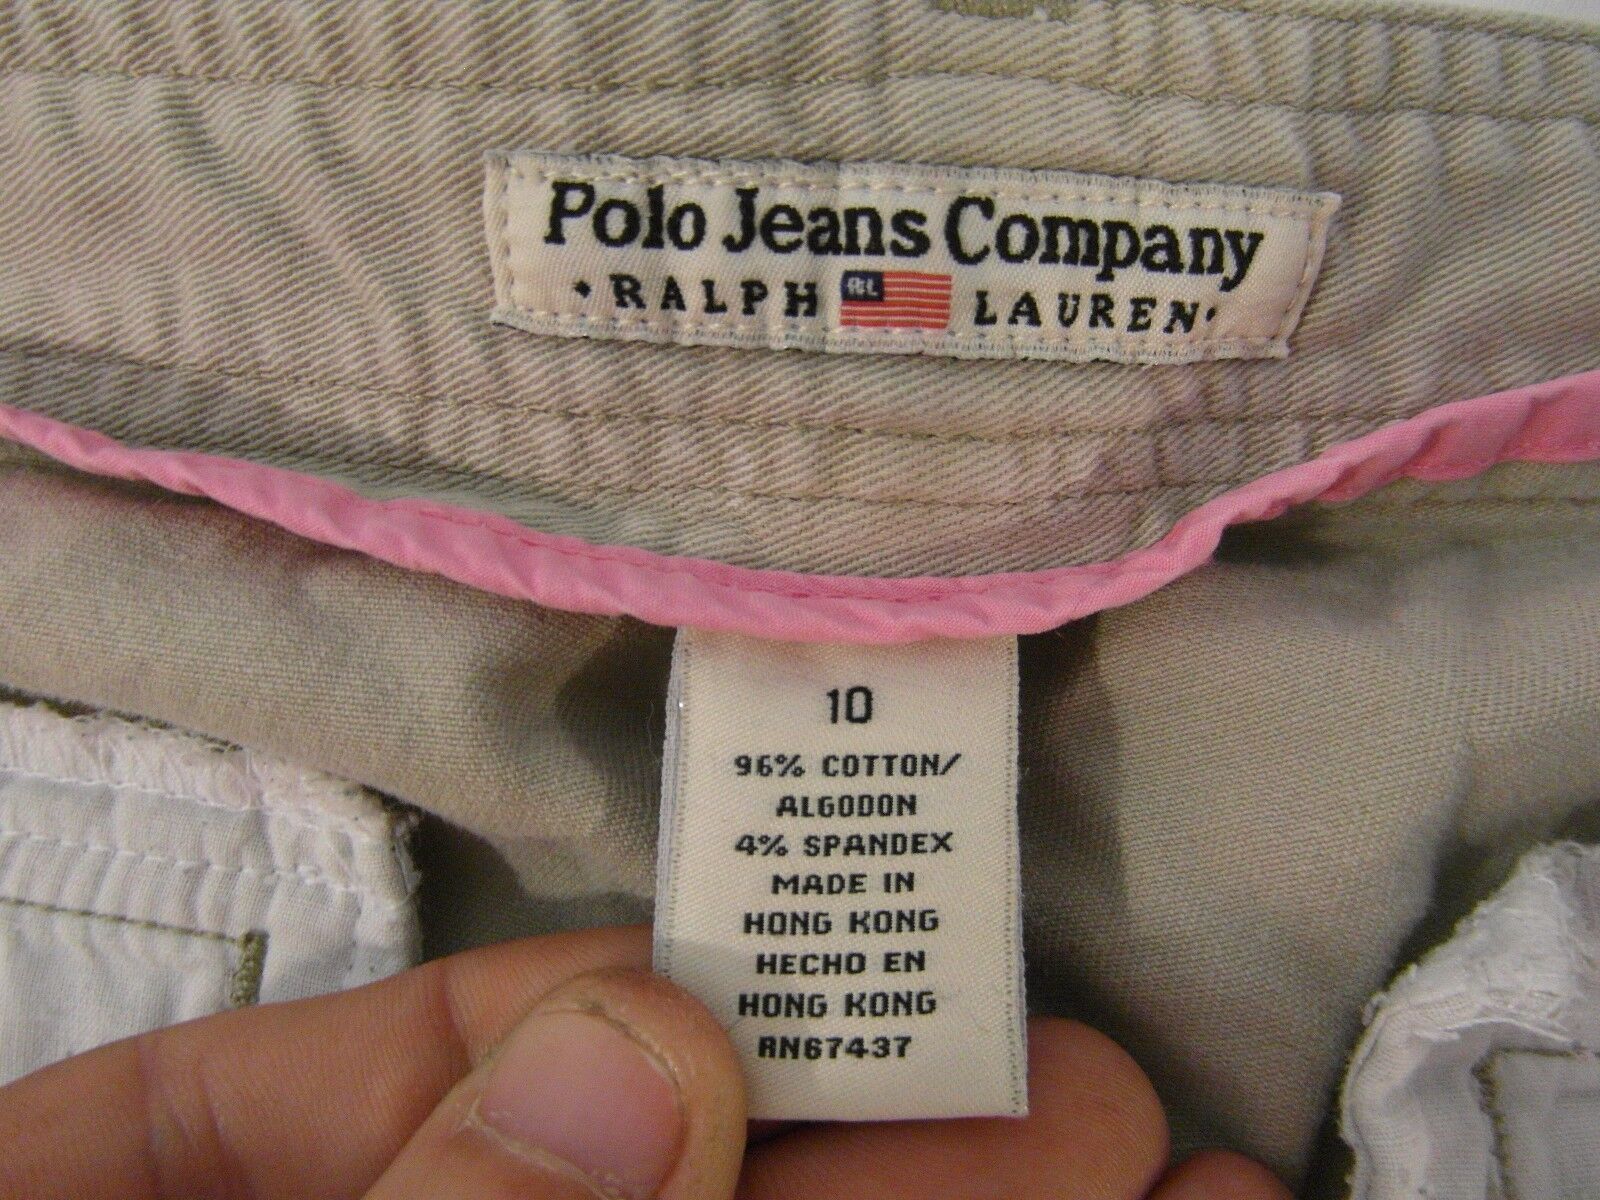 Polo Jeans Company
RALPH RL LAUREN
10
96% COTTON/
ALGODON
4% SPANDEX
MADE IN
HONG KONG
HECHO EN
HONG KONG
RN67437